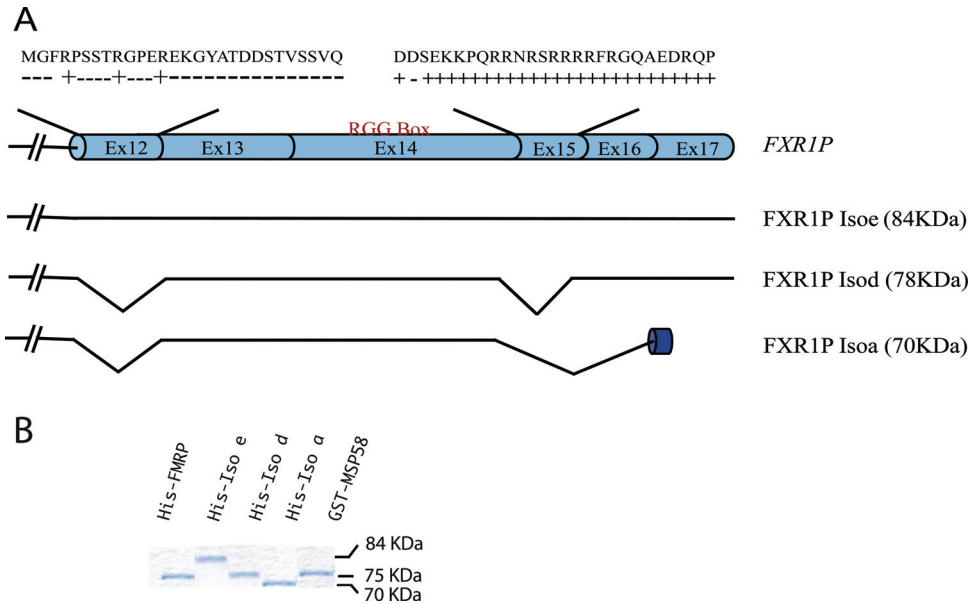 A
MGFRPSSTRGPEREKGYATDDSTVSSVQ DDSEKKPQRRNRSRRRRFRGQAEDRQP
---+----+---+---------------- +-++++++++++++++++++++++++++
RGG Box
Ex12 Ex13 Ex14 Ex15 Ex16 Ex17 FXR1P
FXR1P Isoe (84KDa)
FXR1P Isod (78KDa)
FXR1P Isoa (70KDa)
B
His-FMRP
His-Iso e
His-Iso d
His-Iso a
GST-MSP58
84 KDa
75 KDa
70 KDa